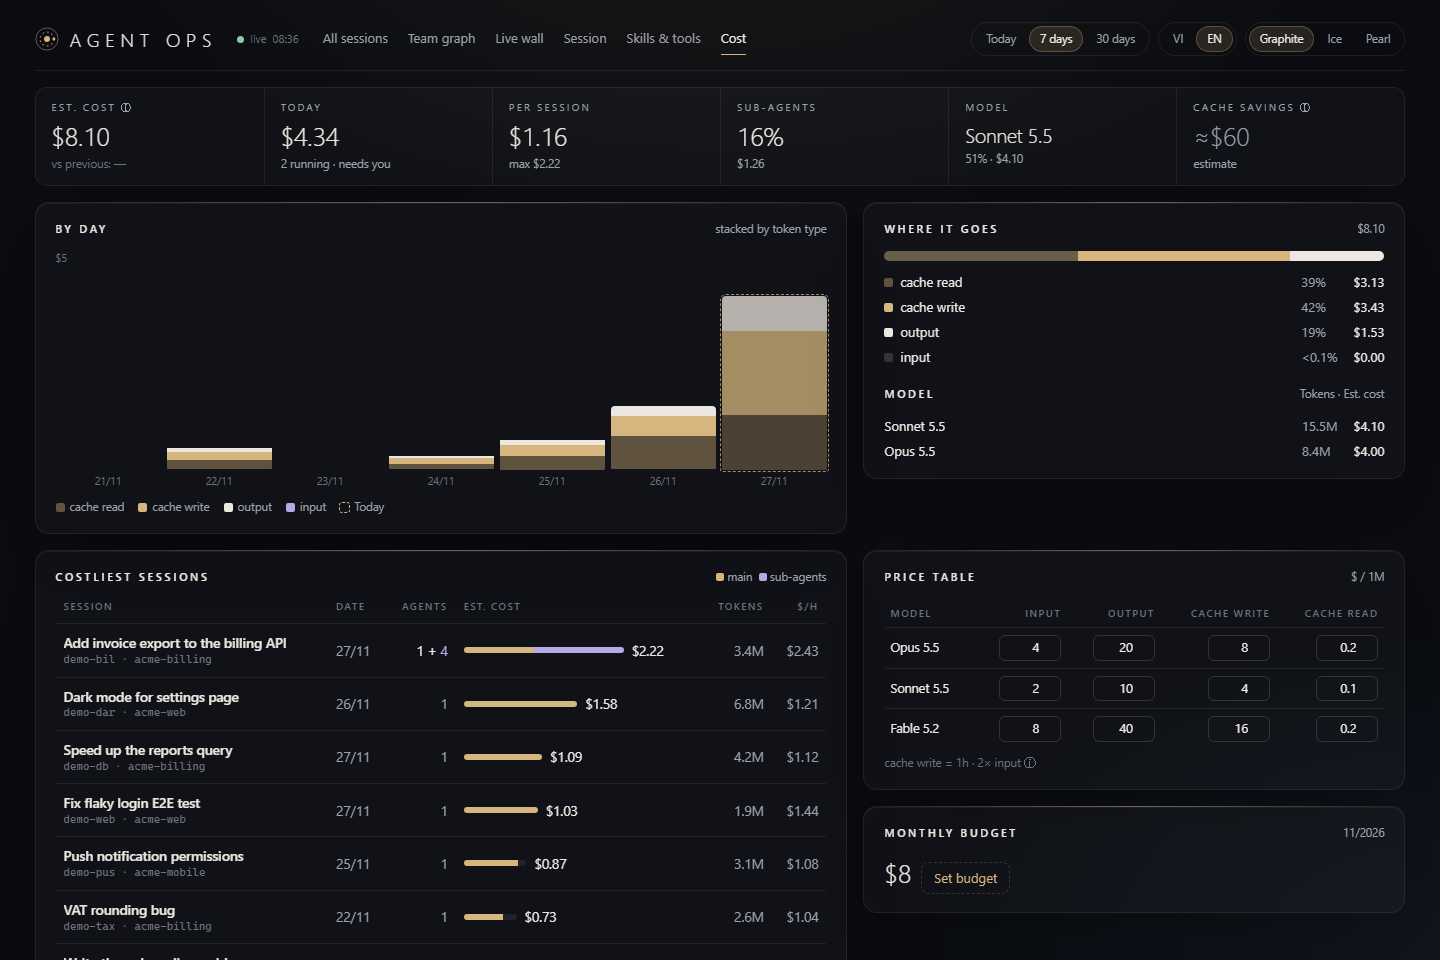 AGENT OPS
live 08:36
All sessions
Team graph
Live wall
Session
Skills & tools
Cost
Today
7 days
30 days
VI
EN
Graphite
Ice
Pearl
EST. COST ⓘ
$8.10
vs previous: —
TODAY
$4.34
2 running · needs you
PER SESSION
$1.16
max $2.22
SUB-AGENTS
16%
$1.26
MODEL
Sonnet 5.5
51% · $4.10
CACHE SAVINGS ⓘ
≈$60
estimate
BY DAY
stacked by token type
$5
21/11 22/11 23/11 24/11 25/11 26/11 27/11
cache read cache write output input Today
WHERE IT GOES $8.10
cache read 39% $3.13
cache write 42% $3.43
output 19% $1.53
input <0.1% $0.00
MODEL Tokens · Est. cost
Sonnet 5.5 15.5M $4.10
Opus 5.5 8.4M $4.00
COSTLIEST SESSIONS main sub-agents
SESSION DATE AGENTS EST. COST TOKENS $/H
Add invoice export to the billing API 27/11 1 + 4 $2.22 3.4M $2.43
demo-bil · acme-billing
Dark mode for settings page 26/11 1 $1.58 6.8M $1.21
demo-dar · acme-web
Speed up the reports query 27/11 1 $1.09 4.2M $1.12
demo-db · acme-billing
Fix flaky login E2E test 27/11 1 $1.03 1.9M $1.44
demo-web · acme-web
Push notification permissions 25/11 1 $0.87 3.1M $1.08
demo-pus · acme-mobile
VAT rounding bug 22/11 1 $0.73 2.6M $1.04
demo-tax · acme-billing
PRICE TABLE $ / 1M
MODEL INPUT OUTPUT CACHE WRITE CACHE READ
Opus 5.5 4 20 8 0.2
Sonnet 5.5 2 10 4 0.1
Fable 5.2 8 40 16 0.2
cache write = 1h · 2× input ⓘ
MONTHLY BUDGET 11/2026
$8 Set budget